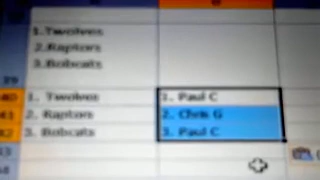 1.Twolves
2.Raptors
3.Bobcats
39
40 1. Twolves 1. Paul C
41 2. Raptors 2. Chris G
42 3. Bobcats 3. Paul C